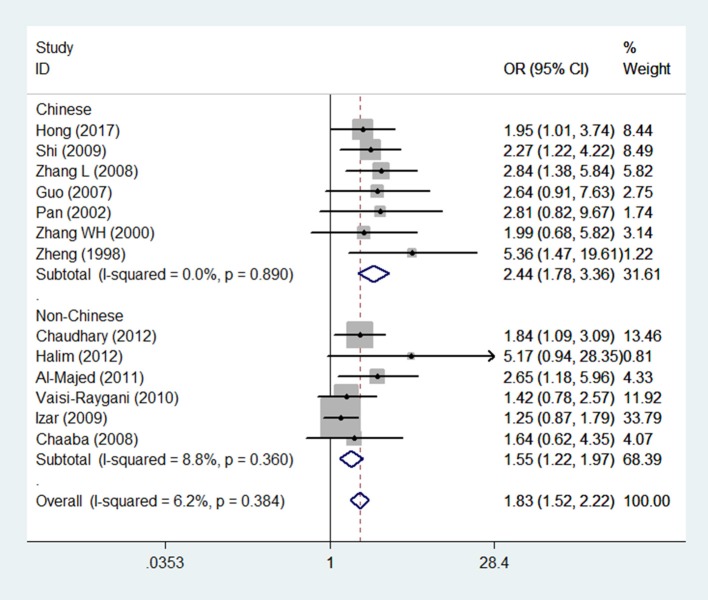 Study %
ID OR (95% CI) Weight
Chinese
Hong (2017) 1.95 (1.01, 3.74) 8.44
Shi (2009) 2.27 (1.22, 4.22) 8.49
Zhang L (2008) 2.84 (1.38, 5.84) 5.82
Guo (2007) 2.64 (0.91, 7.63) 2.75
Pan (2002) 2.81 (0.82, 9.67) 1.74
Zhang WH (2000) 1.99 (0.68, 5.82) 3.14
Zheng (1998) 5.36 (1.47, 19.61)1.22
Subtotal (I-squared = 0.0%, p = 0.890) 2.44 (1.78, 3.36) 31.61
.
Non-Chinese
Chaudhary (2012) 1.84 (1.09, 3.09) 13.46
Halim (2012) 5.17 (0.94, 28.35)0.81
Al-Majed (2011) 2.65 (1.18, 5.96) 4.33
Vaisi-Raygani (2010) 1.42 (0.78, 2.57) 11.92
Izar (2009) 1.25 (0.87, 1.79) 33.79
Chaaba (2008) 1.64 (0.62, 4.35) 4.07
Subtotal (I-squared = 8.8%, p = 0.360) 1.55 (1.22, 1.97) 68.39
.
Overall (I-squared = 6.2%, p = 0.384) 1.83 (1.52, 2.22) 100.00
.0353 1 28.4